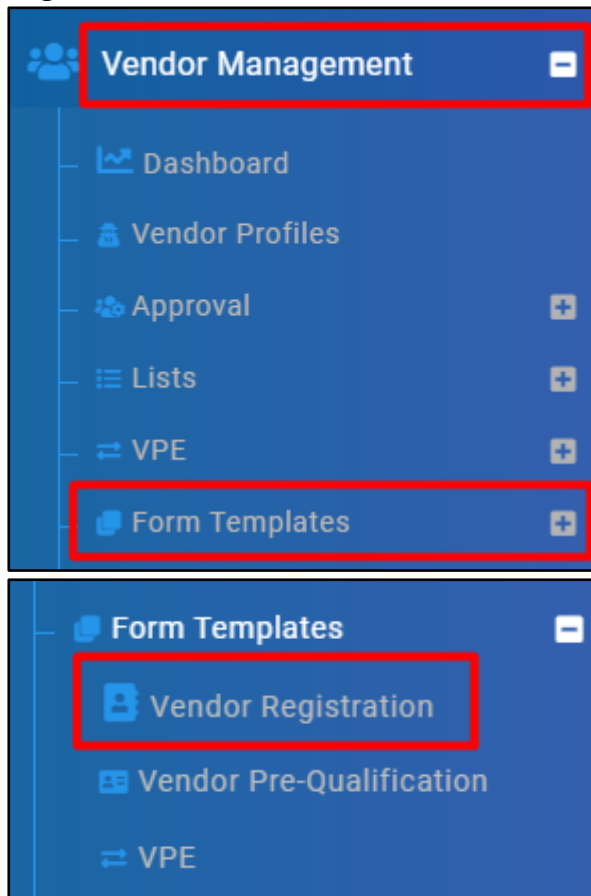 Vendor Management
Dashboard
Vendor Profiles
Approval
Lists
VPE
Form Templates
Form Templates
Vendor Registration
Vendor Pre-Qualification
VPE